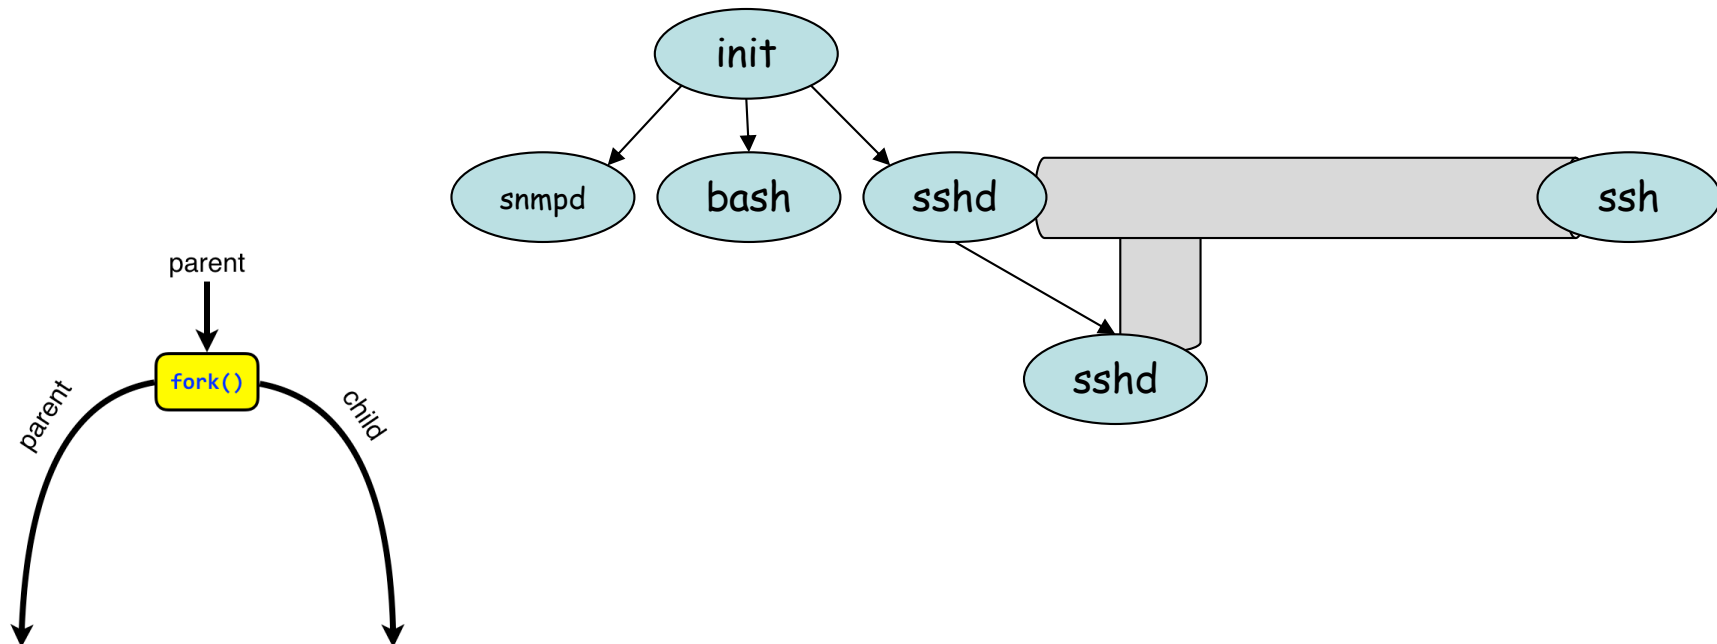 init
snmpd
bash
sshd
ssh
parent
fork()
sshd
parent
child